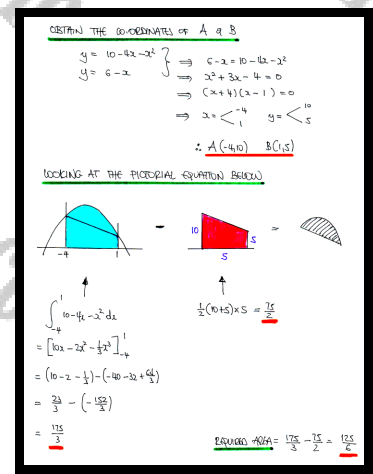 OBTAIN THE CO-ORDINATES OF A & B
y = 10-4x-x²
y = 6-x
} ⇒ 6-x = 10-4x-x²
⇒ x²+3x-4=0
⇒ (x+4)(x-1)=0
⇒ x = < -4 1 y = < 10 5
∴ A(-4,10) B(1,5)
LOOKING AT THE PICTORIAL EQUATION BELOW
-4 1 - 10 5 5 =
∫_{-4}^{1} 10-4x-x² dx
½(10+5)×5 = 75/2
= [10x-2x²-⅓x³]_{-4}^{1}
= (10-2-⅓)-(-40-32+64/3)
= 23/3 - (-152/3)
= 175/3
REQUIRED AREA = 175/3 - 75/2 = 125/6